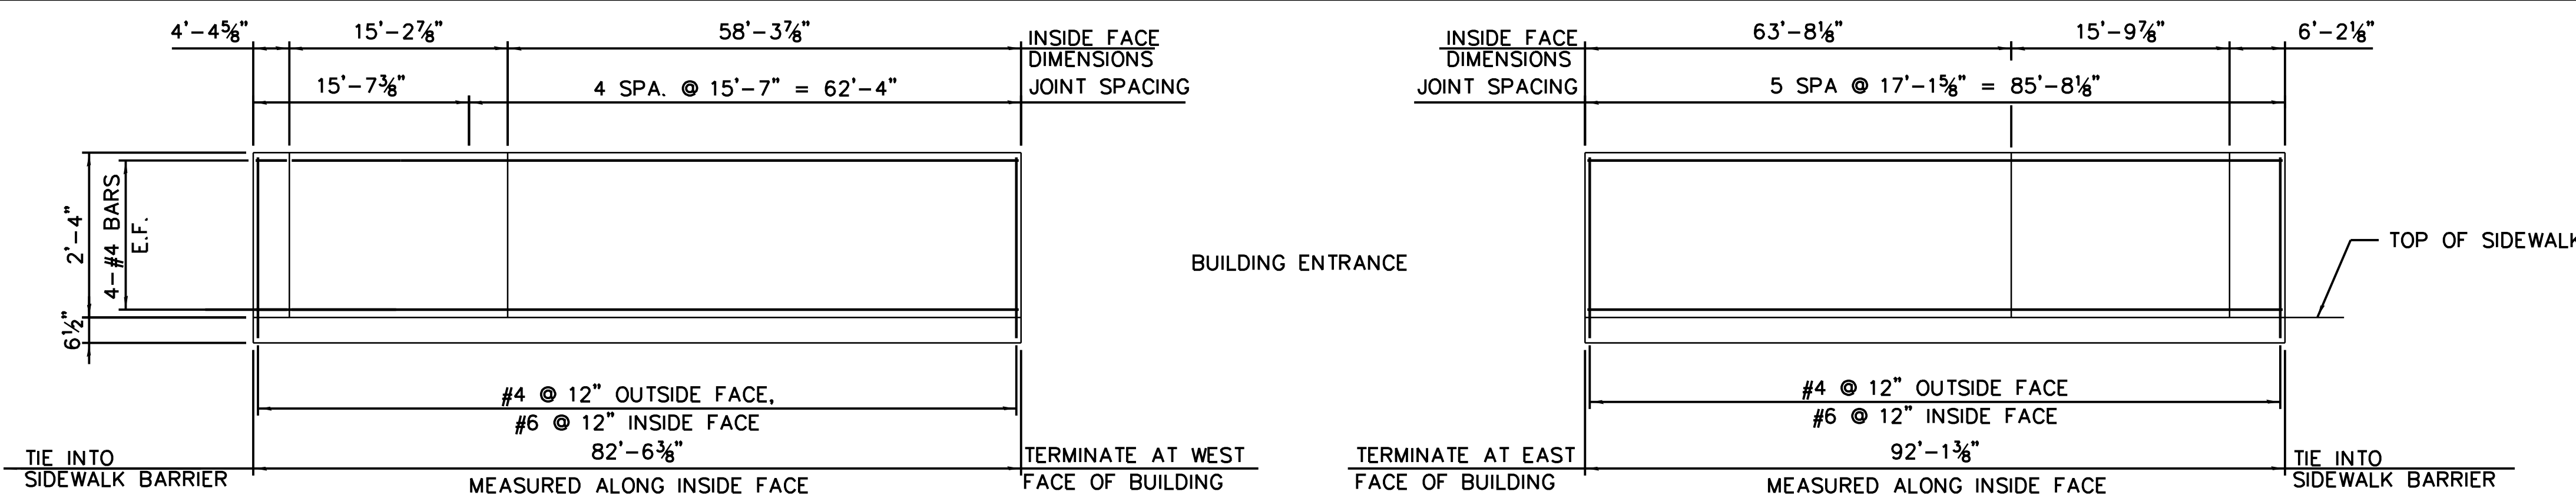 4'-4⅝" 15'-2⅞" 58'-3⅞" INSIDE FACE
DIMENSIONS
15'-7⅜" 4 SPA. @ 15'-7" = 62'-4" JOINT SPACING
INSIDE FACE 63'-8⅛" 15'-9⅞" 6'-2⅛"
DIMENSIONS
JOINT SPACING 5 SPA @ 17'-1⅝" = 85'-8⅛"
2'-4"
4-#4 BARS
E.F.
6½"
BUILDING ENTRANCE
TOP OF SIDEWALK
#4 @ 12" OUTSIDE FACE,
#6 @ 12" INSIDE FACE
82'-6⅜"
TIE INTO
SIDEWALK BARRIER
MEASURED ALONG INSIDE FACE
TERMINATE AT WEST
FACE OF BUILDING
#4 @ 12" OUTSIDE FACE
#6 @ 12" INSIDE FACE
TERMINATE AT EAST
FACE OF BUILDING
92'-1⅜"
MEASURED ALONG INSIDE FACE
TIE INTO
SIDEWALK BARRIER